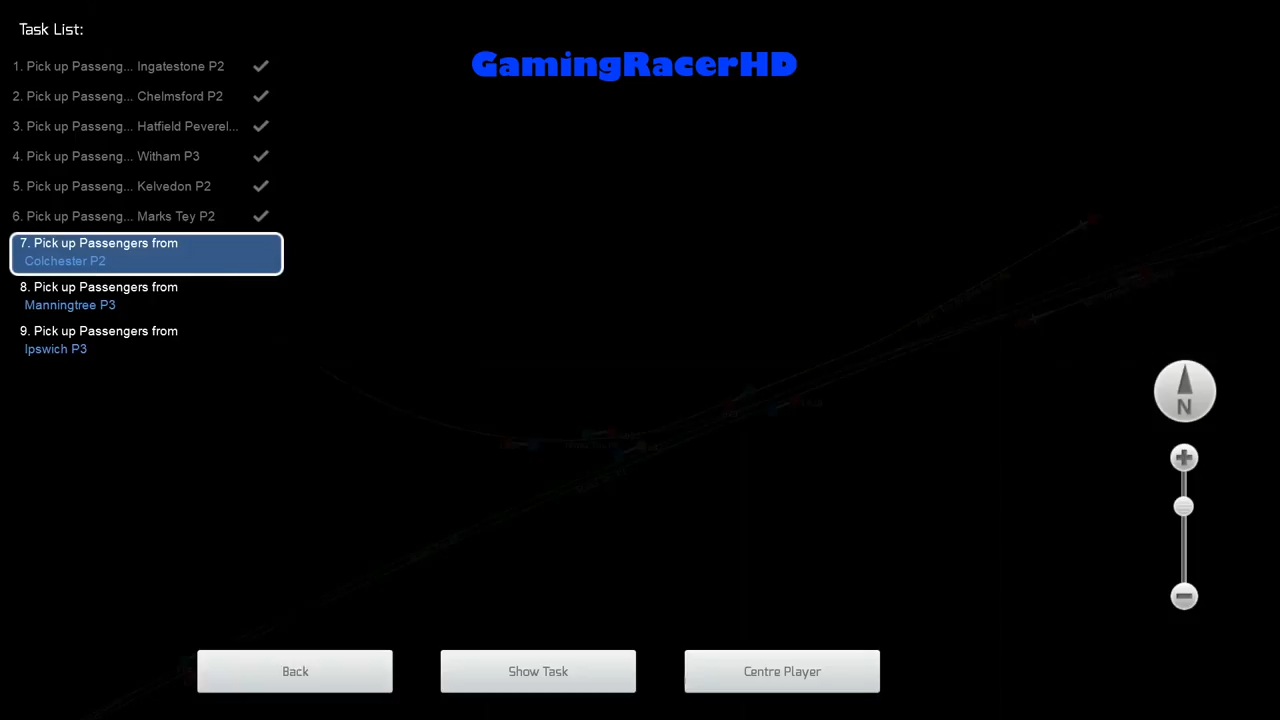 Task List:
GamingRacerHD
1. Pick up Passeng... Ingatestone P2
2. Pick up Passeng... Chelmsford P2
3. Pick up Passeng... Hatfield Peverel...
4. Pick up Passeng... Witham P3
5. Pick up Passeng... Kelvedon P2
6. Pick up Passeng... Marks Tey P2
7. Pick up Passengers from
Colchester P2
8. Pick up Passengers from
Manningtree P3
9. Pick up Passengers from
Ipswich P3
N
Back
Show Task
Centre Player